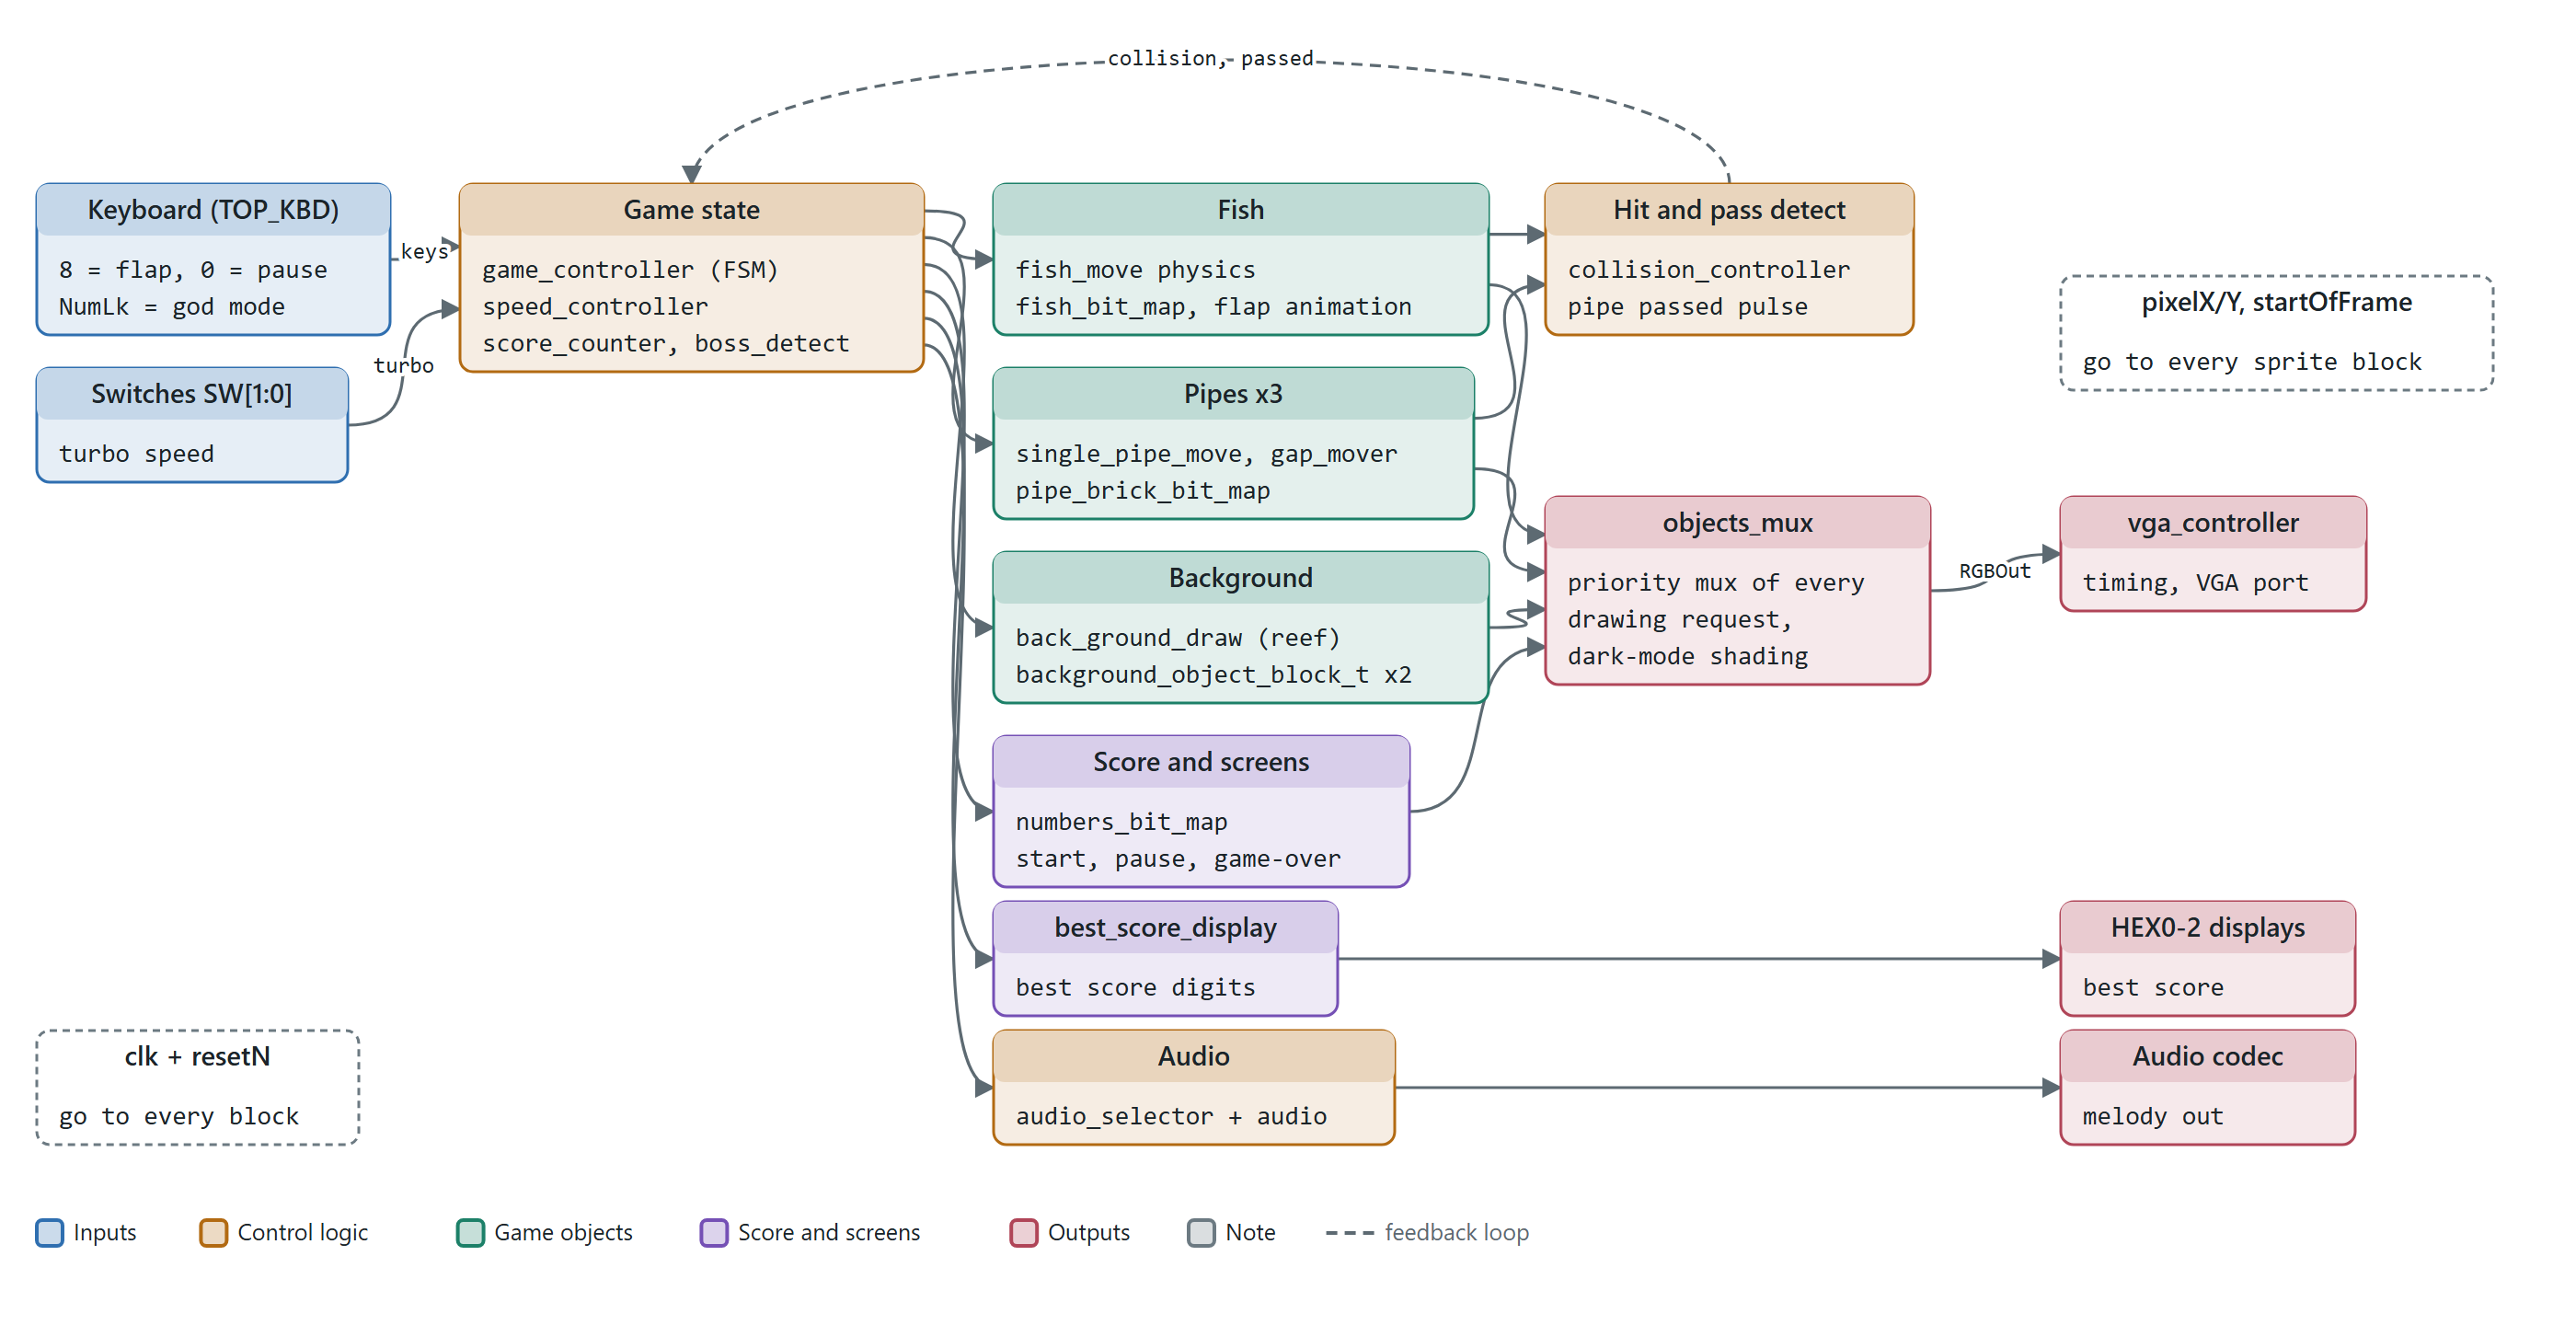 collision, passed
Keyboard (TOP_KBD)
8 = flap, 0 = pause
NumLk = god mode
keys
Switches SW[1:0]
turbo speed
turbo
Game state
game_controller (FSM)
speed_controller
score_counter, boss_detect
Fish
fish_move physics
fish_bit_map, flap animation
Hit and pass detect
collision_controller
pipe passed pulse
pixelX/Y, startOfFrame
go to every sprite block
Pipes x3
single_pipe_move, gap_mover
pipe_brick_bit_map
Background
back_ground_draw (reef)
background_object_block_t x2
objects_mux
priority mux of every
drawing request,
dark-mode shading
RGBOut
vga_controller
timing, VGA port
Score and screens
numbers_bit_map
start, pause, game-over
best_score_display
best score digits
HEX0-2 displays
best score
clk + resetN
go to every block
Audio
audio_selector + audio
Audio codec
melody out
Inputs
Control logic
Game objects
Score and screens
Outputs
Note
feedback loop